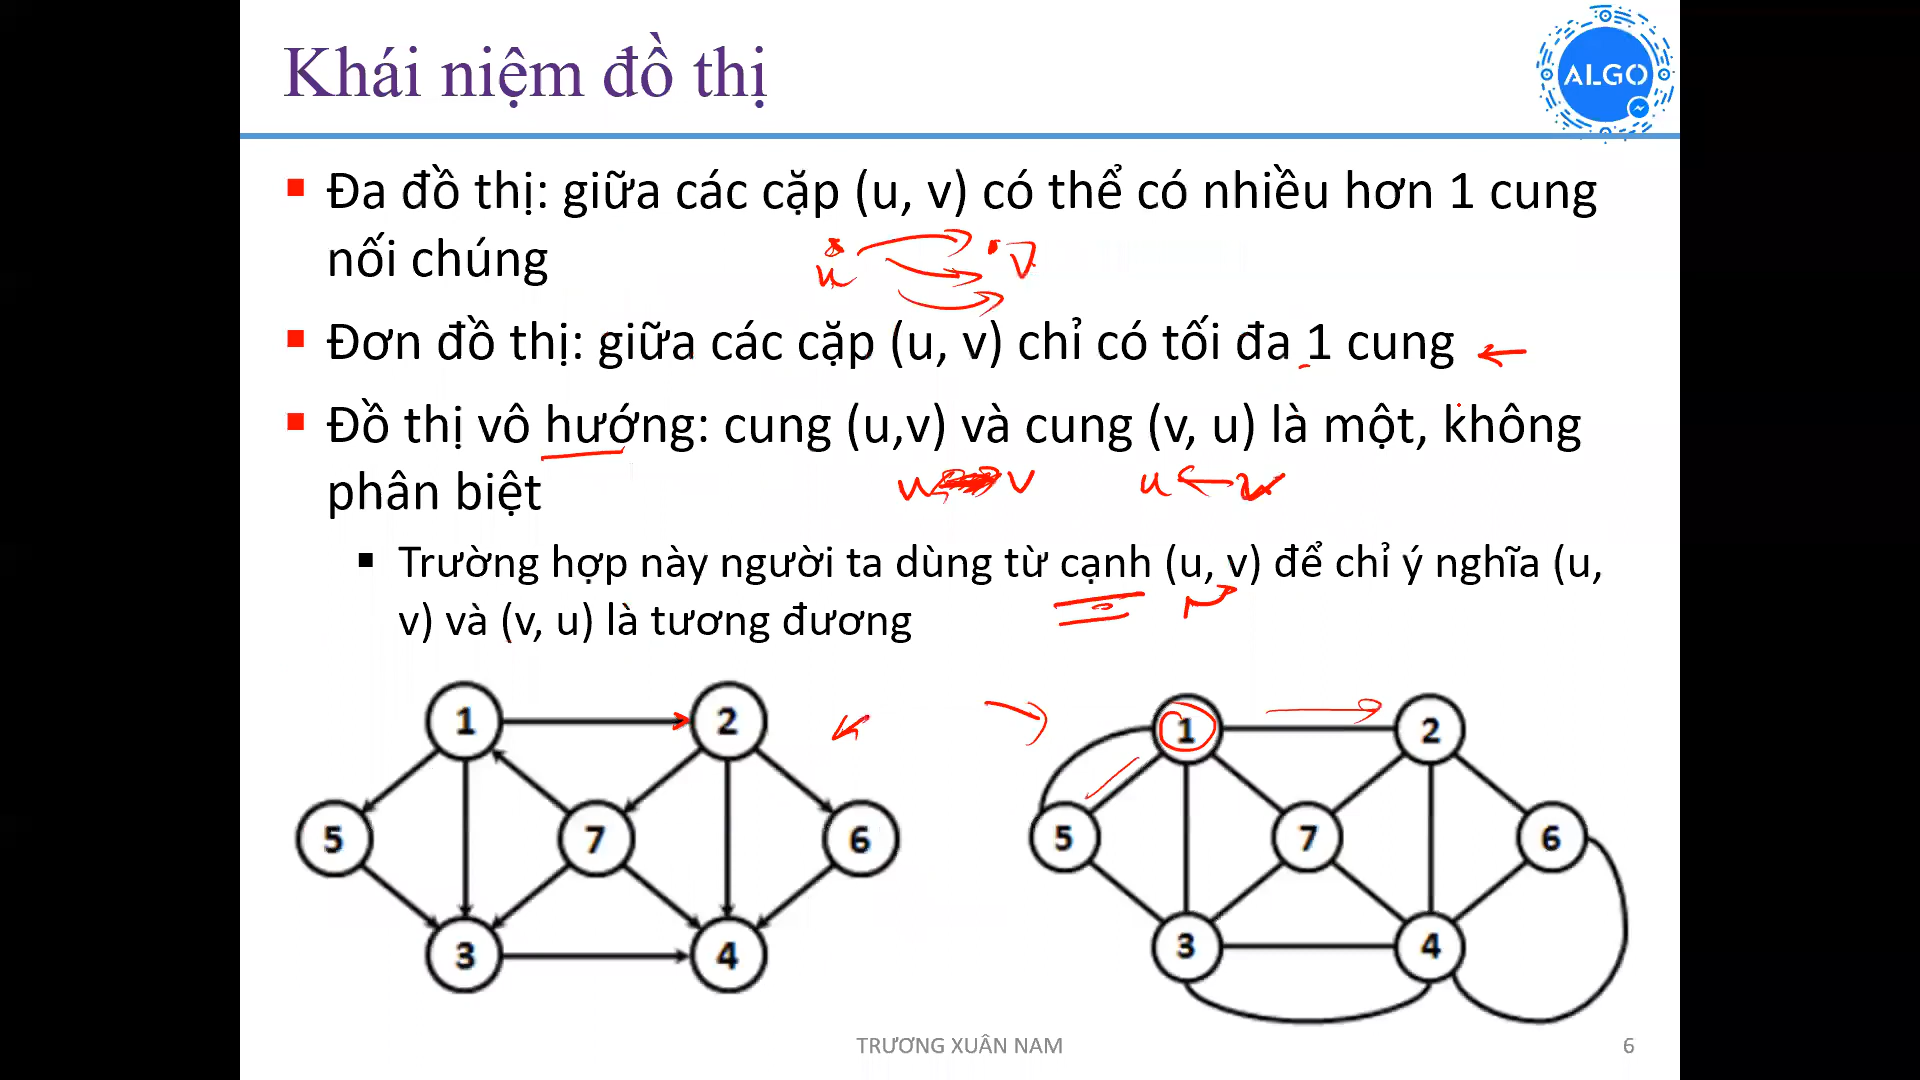 Khái niệm đồ thị
ALGO
Đa đồ thị: giữa các cặp (u, v) có thể có nhiều hơn 1 cung
nối chúng
u v
Đơn đồ thị: giữa các cặp (u, v) chỉ có tối đa 1 cung
Đồ thị vô hướng: cung (u,v) và cung (v, u) là một, không
phân biệt
u v u v
Trường hợp này người ta dùng từ cạnh (u, v) để chỉ ý nghĩa (u,
v) và (v, u) là tương đương
1 2 1 2
5 7 6 5 7 6
3 4 3 4
TRƯƠNG XUÂN NAM 6